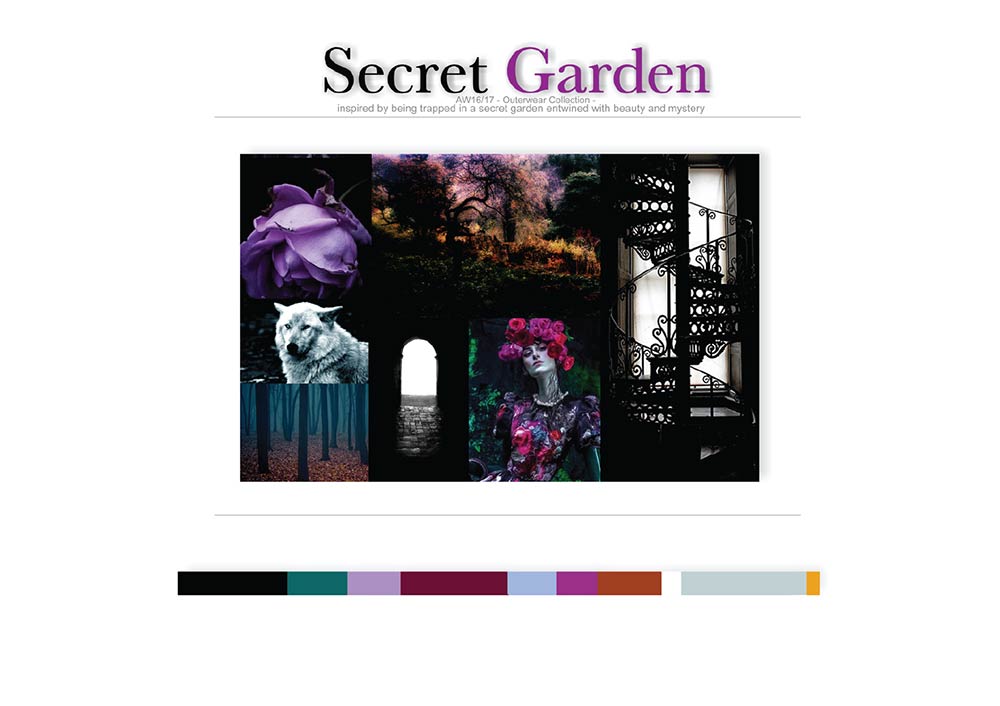 Secret Garden
AW16/17 - Outerwear Collection -
inspired by being trapped in a secret garden entwined with beauty and mystery